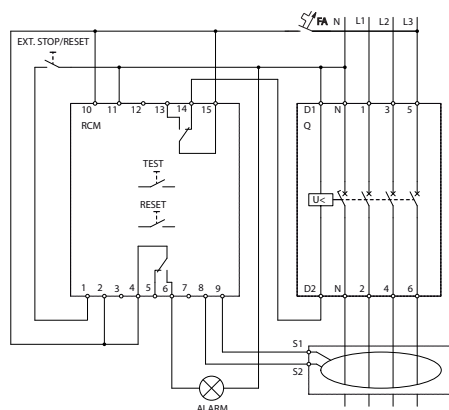 FA N L1 L2 L3
EXT. STOP/RESET
10 11 12 13 14 15
RCM
D1 N 1 3 5
Q
TEST
RESET
U<
1 2 3 4 5 6 7 8 9
D2 N 2 4 6
S1
S2
ALARM